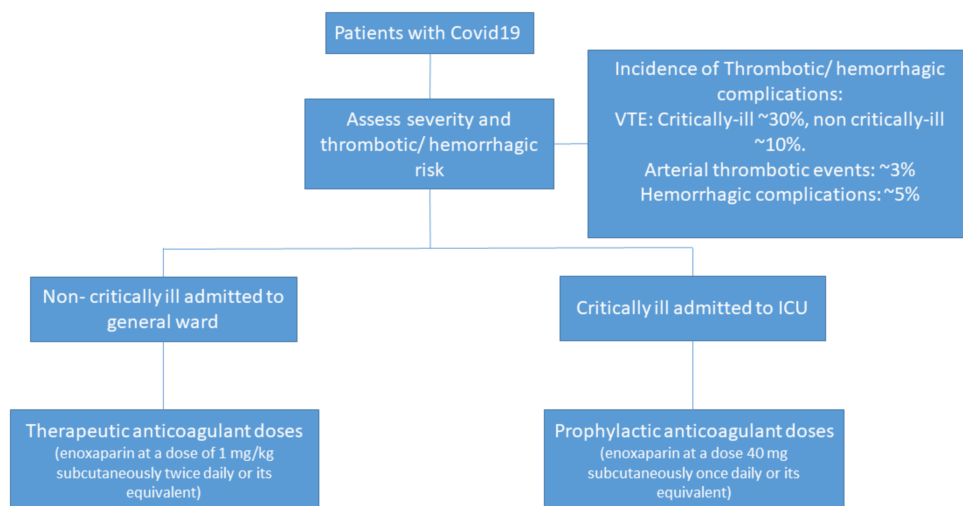 Patients with Covid19
Assess severity and
thrombotic/ hemorrhagic
risk
Incidence of Thrombotic/ hemorrhagic
complications:
VTE: Critically-ill ~30%, non critically-ill
~10%.
Arterial thrombotic events: ~3%
Hemorrhagic complications: ~5%
Non- critically ill admitted to
general ward
Critically ill admitted to ICU
Therapeutic anticoagulant doses
(enoxaparin at a dose of 1 mg/kg
subcutaneously twice daily or its
equivalent)
Prophylactic anticoagulant doses
(enoxaparin at a dose 40 mg
subcutaneously once daily or its
equivalent)